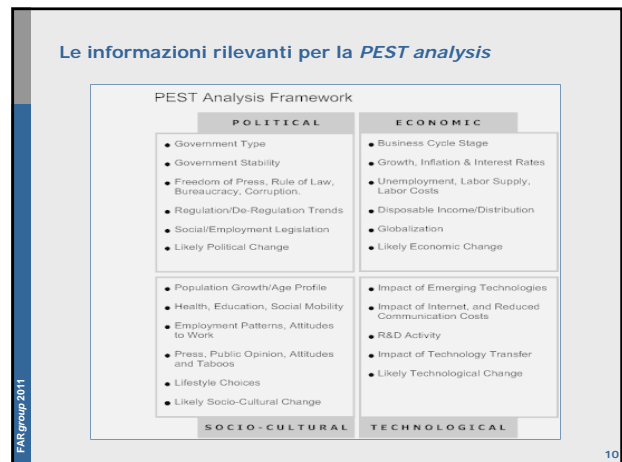 Le informazioni rilevanti per la PEST analysis
PEST Analysis Framework
POLITICAL
• Government Type
• Government Stability
• Freedom of Press, Rule of Law,
Bureaucracy, Corruption.
• Regulation/De-Regulation Trends
• Social/Employment Legislation
• Likely Political Change
ECONOMIC
• Business Cycle Stage
• Growth, Inflation & Interest Rates
• Unemployment, Labor Supply,
Labor Costs
• Disposable Income/Distribution
• Globalization
• Likely Economic Change
• Population Growth/Age Profile
• Health, Education, Social Mobility
• Employment Patterns, Attitudes
to Work
• Press, Public Opinion, Attitudes
and Taboos
• Lifestyle Choices
• Likely Socio-Cultural Change
SOCIO-CULTURAL
• Impact of Emerging Technologies
• Impact of Internet, and Reduced
Communication Costs
• R&D Activity
• Impact of Technology Transfer
• Likely Technological Change
TECHNOLOGICAL
FARgroup 2011
10